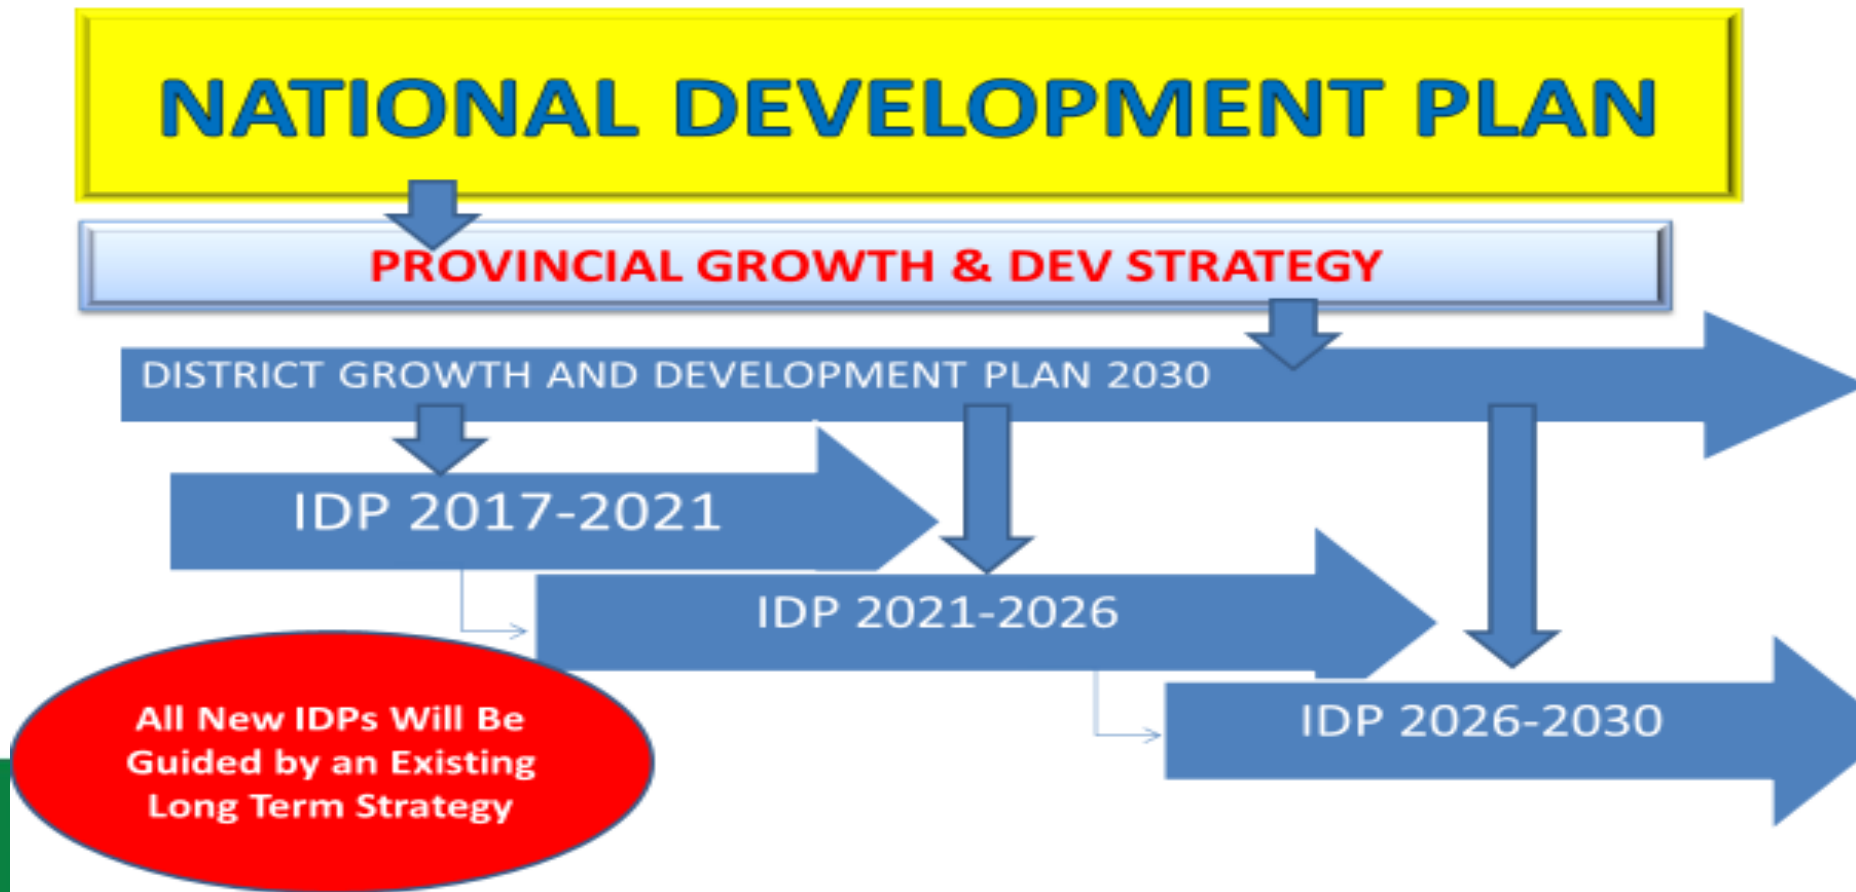 NATIONAL DEVELOPMENT PLAN
PROVINCIAL GROWTH & DEV STRATEGY
DISTRICT GROWTH AND DEVELOPMENT PLAN 2030
IDP 2017-2021
IDP 2021-2026
IDP 2026-2030
All New IDPs Will Be
Guided by an Existing
Long Term Strategy